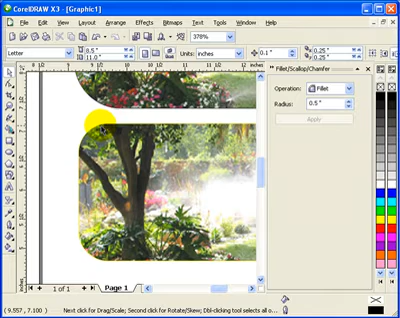 CorelDRAW X3 - [Graphic1]
File Edit View Layout Arrange Effects Bitmaps Text Tools Window Help
378%
Letter 8.5" 11.0" Units: inches 0.1" 0.25" 0.25"
inches
Fillet/Scallop/Chamfer
Operation: Fillet
Radius: 0.5"
Apply
1 of 1 Page 1
( 9.557 , 7.100 ) Next click for Drag/Scale; Second click for Rotate/Skew; Dbl-clicking tool selects all o...